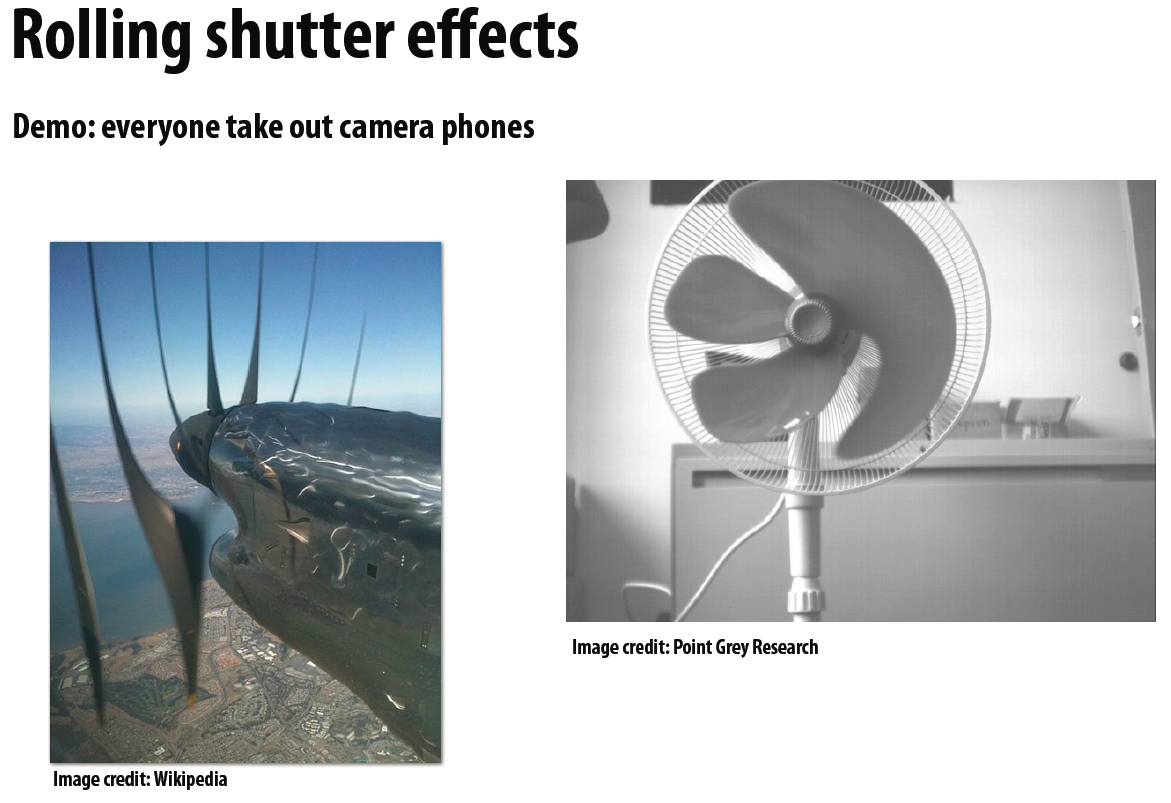 Rolling shutter effects
Demo: everyone take out camera phones
Image credit: Point Grey Research
Image credit: Wikipedia